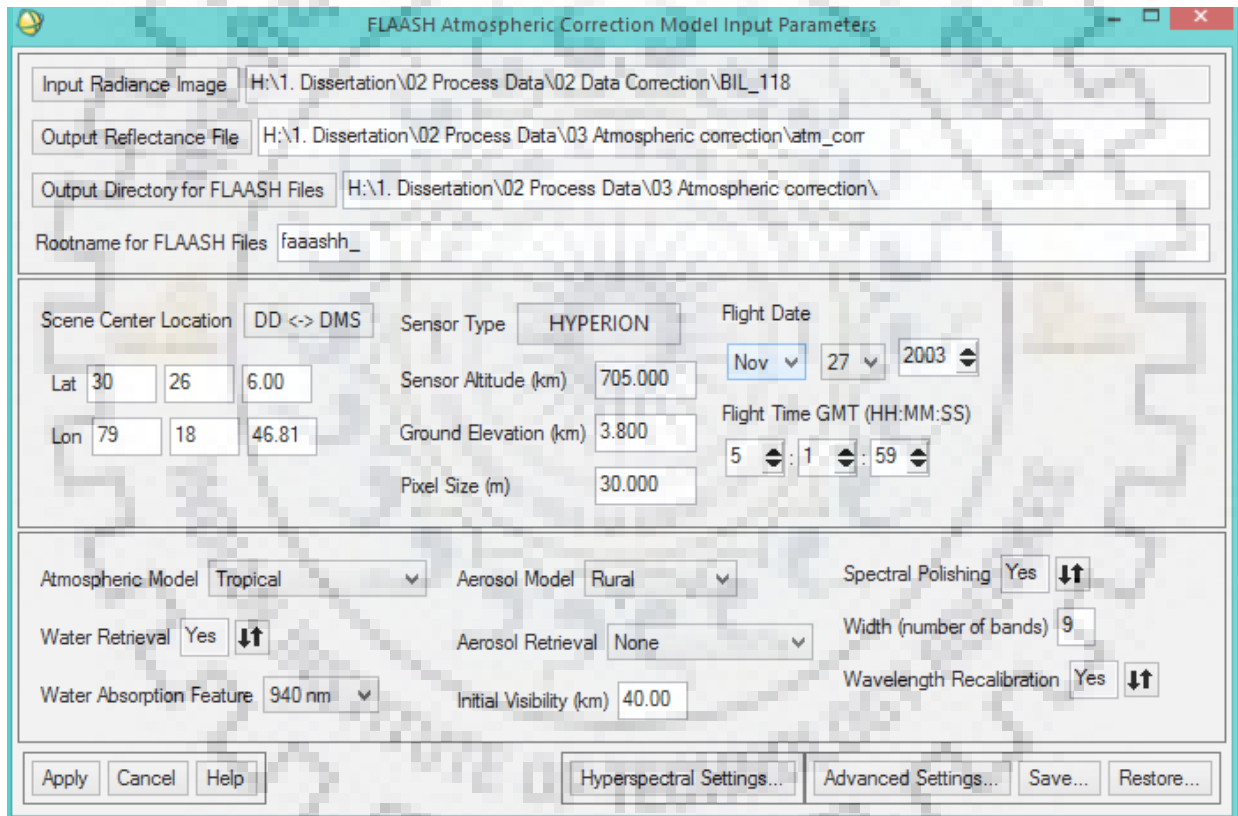 FLAASH Atmospheric Correction Model Input Parameters
Input Radiance Image H:\1. Dissertation\02 Process Data\02 Data Correction\BIL_118
Output Reflectance File H:\1. Dissertation\02 Process Data\03 Atmospheric correction\atm_corr
Output Directory for FLAASH Files H:\1. Dissertation\02 Process Data\03 Atmospheric correction\
Rootname for FLAASH Files faaashh_
Scene Center Location DD <-> DMS
Lat 30 26 6.00
Lon 79 18 46.81
Sensor Type HYPERION
Sensor Altitude (km) 705.000
Ground Elevation (km) 3.800
Pixel Size (m) 30.000
Flight Date
Nov 27 2003
Flight Time GMT (HH:MM:SS)
5 : 1 : 59
Atmospheric Model Tropical
Water Retrieval Yes
Water Absorption Feature 940 nm
Aerosol Model Rural
Aerosol Retrieval None
Initial Visibility (km) 40.00
Spectral Polishing Yes
Width (number of bands) 9
Wavelength Recalibration Yes
Apply Cancel Help Hyperspectral Settings... Advanced Settings... Save... Restore...